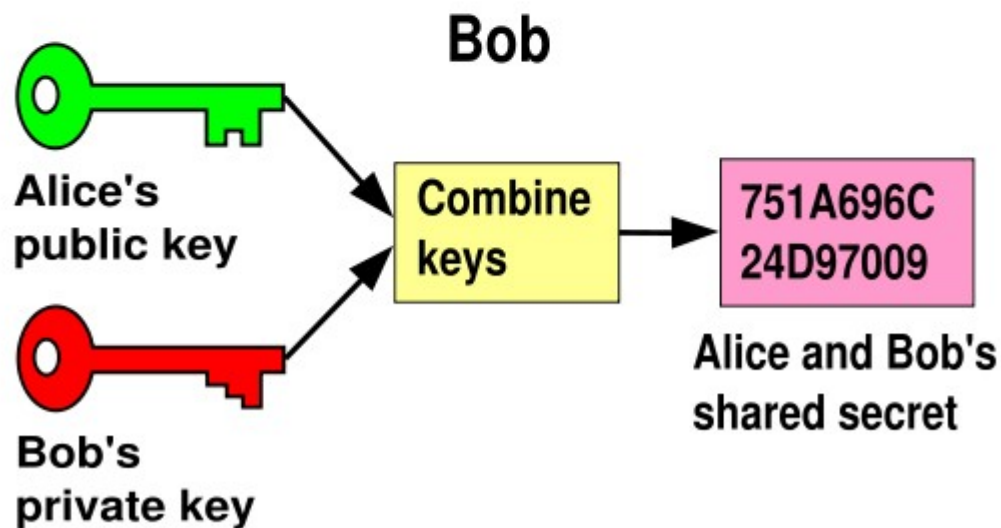 Bob
Alice's
public key
Combine
keys
751A696C
24D97009
Alice and Bob's
shared secret
Bob's
private key